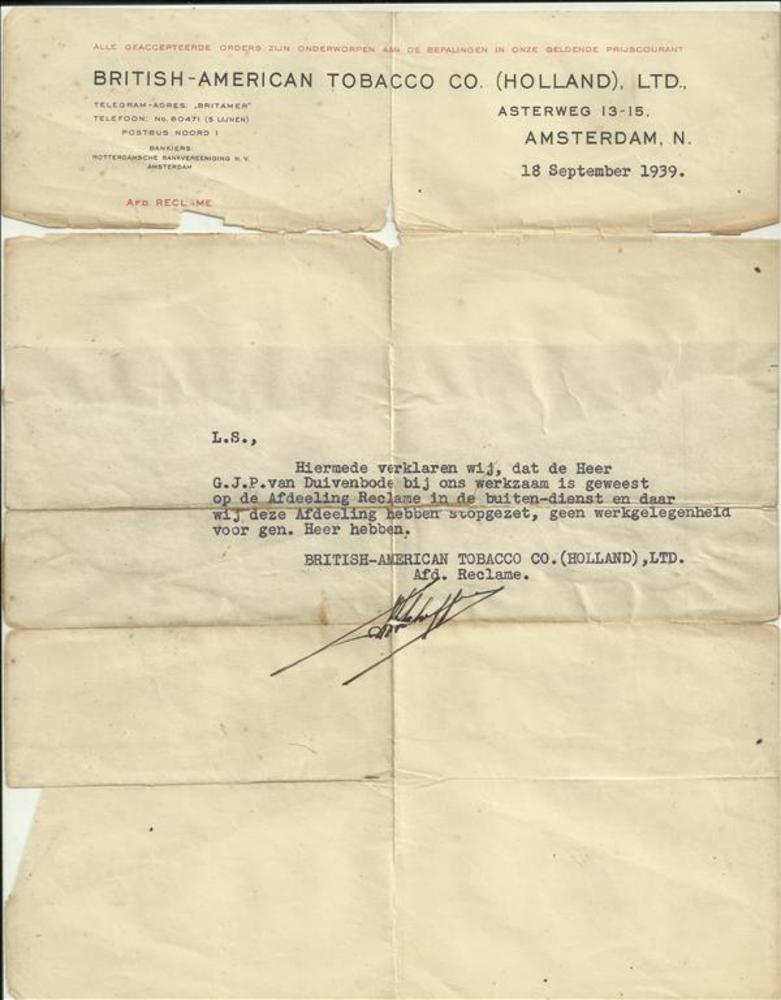 ALLE GEACCEPTEERDE ORDERS ZIJN ONDERWORPEN AAN DE BEPALINGEN IN ONZE GELDENDE PRIJSCOURANT
BRITISH-AMERICAN TOBACCO CO. (HOLLAND), LTD.,
TELEGRAM-ADRES: „BRITAMER"
TELEFOON: No. 60471 (5 LIJNEN)
POSTBUS NOORD 1
BANKIERS:
ROTTERDAMSCHE BANKVEREENIGING N.V.
AMSTERDAM
ASTERWEG 13-15,
AMSTERDAM, N.
18 September 1939.
AFD. RECLAME
L.S.,
Hiermede verklaren wij, dat de Heer
G.J.P.van Duivenbode bij ons werkzaam is geweest
op de Afdeeling Reclame in de buiten-dienst en daar
wij deze Afdeeling hebben stopgezet, geen werkgelegenheid
voor gen. Heer hebben.
BRITISH-AMERICAN TOBACCO CO.(HOLLAND),LTD.
Afd. Reclame.